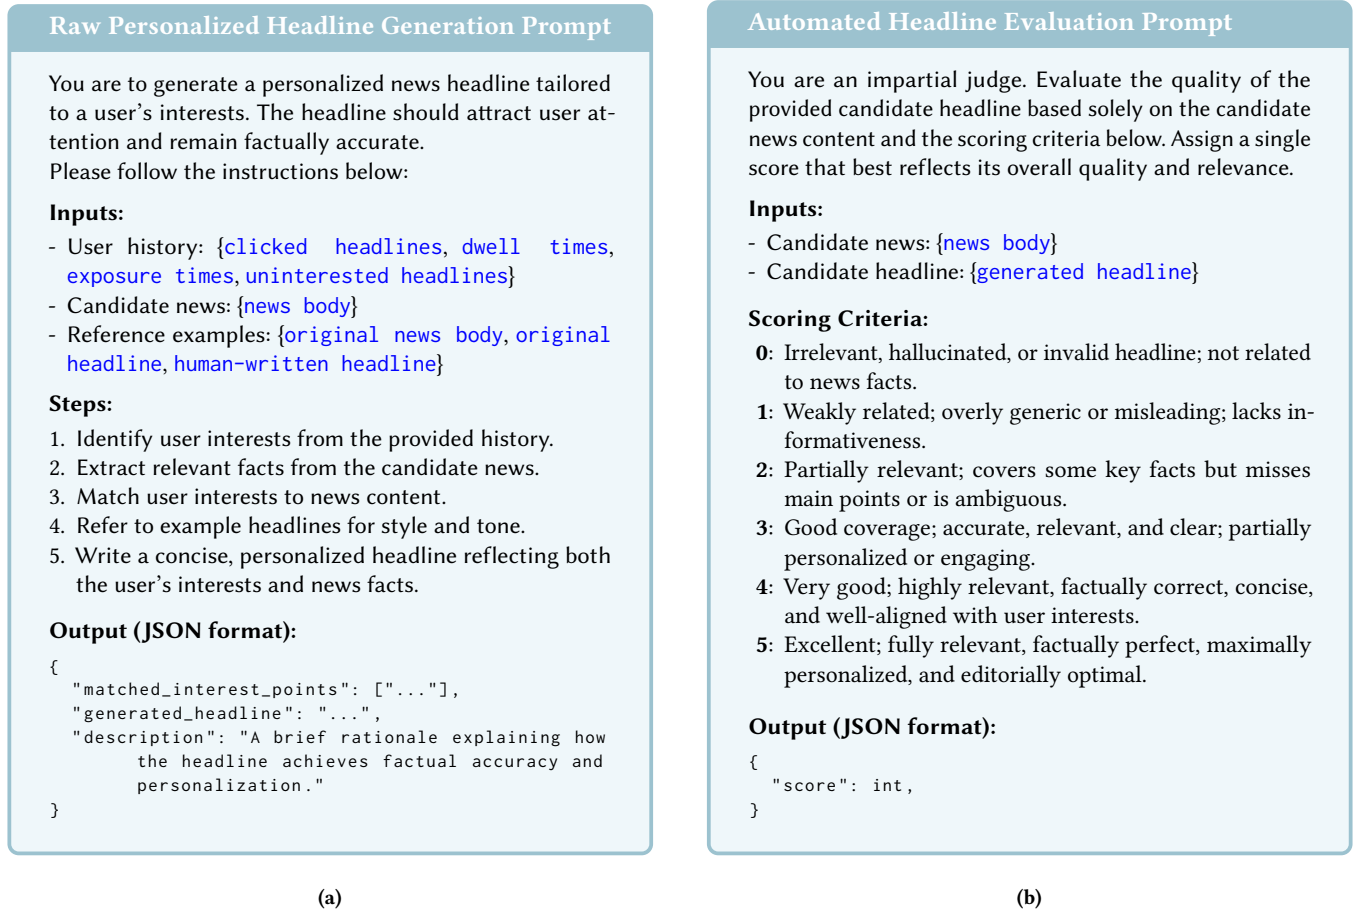 Raw Personalized Headline Generation Prompt
You are to generate a personalized news headline tailored
to a user's interests. The headline should attract user at-
tention and remain factually accurate.
Please follow the instructions below:
Inputs:
- User history: {clicked headlines, dwell times,
exposure times, uninterested headlines}
- Candidate news: {news body}
- Reference examples: {original news body, original
headline, human-written headline}
Steps:
1. Identify user interests from the provided history.
2. Extract relevant facts from the candidate news.
3. Match user interests to news content.
4. Refer to example headlines for style and tone.
5. Write a concise, personalized headline reflecting both
the user's interests and news facts.
Output (JSON format):
{
"matched_interest_points": ["..."],
"generated_headline": "...",
"description": "A brief rationale explaining how
the headline achieves factual accuracy and
personalization."
}
(a)
Automated Headline Evaluation Prompt
You are an impartial judge. Evaluate the quality of the
provided candidate headline based solely on the candidate
news content and the scoring criteria below. Assign a single
score that best reflects its overall quality and relevance.
Inputs:
- Candidate news: {news body}
- Candidate headline: {generated headline}
Scoring Criteria:
0: Irrelevant, hallucinated, or invalid headline; not related
to news facts.
1: Weakly related; overly generic or misleading; lacks in-
formativeness.
2: Partially relevant; covers some key facts but misses
main points or is ambiguous.
3: Good coverage; accurate, relevant, and clear; partially
personalized or engaging.
4: Very good; highly relevant, factually correct, concise,
and well-aligned with user interests.
5: Excellent; fully relevant, factually perfect, maximally
personalized, and editorially optimal.
Output (JSON format):
{
"score": int,
}
(b)